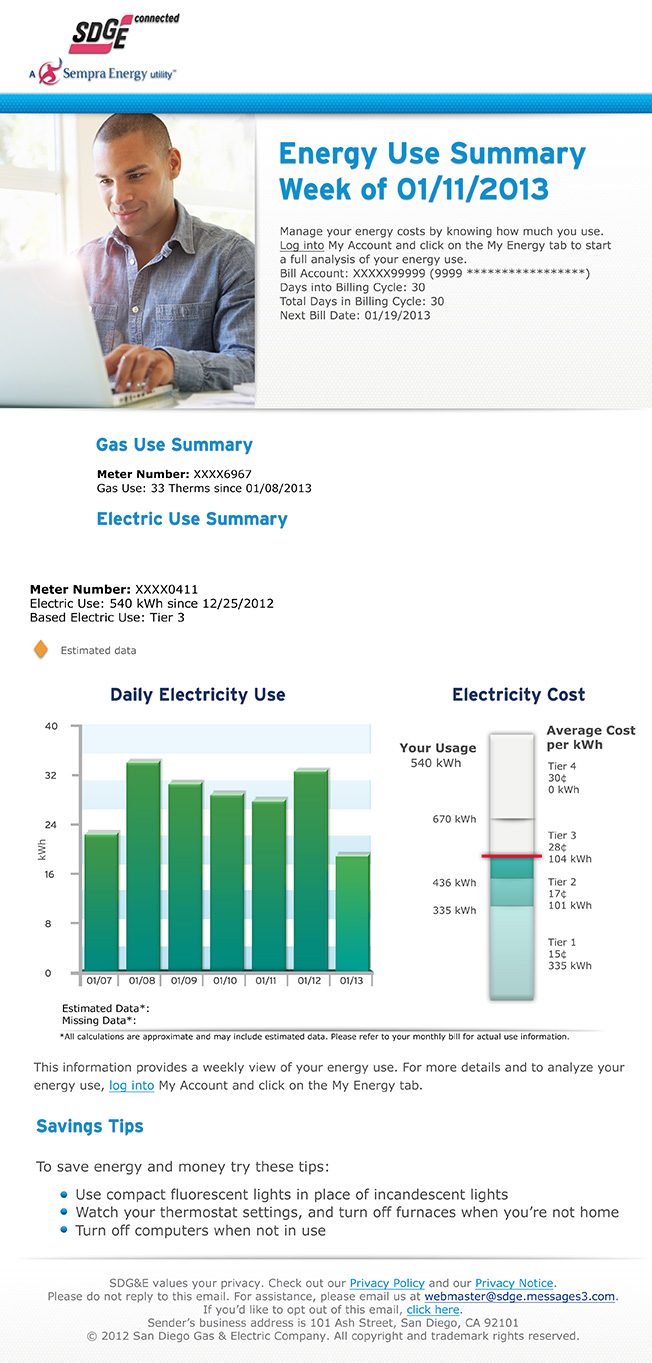 SDGE connected
A Sempra Energy utility™
Energy Use Summary
Week of 01/11/2013
Manage your energy costs by knowing how much you use.
Log into My Account and click on the My Energy tab to start
a full analysis of your energy use.
Bill Account: XXXXX99999 (9999 *****************)
Days into Billing Cycle: 30
Total Days in Billing Cycle: 30
Next Bill Date: 01/19/2013
Gas Use Summary
Meter Number: XXXX6967
Gas Use: 33 Therms since 01/08/2013
Electric Use Summary
Meter Number: XXXX0411
Electric Use: 540 kWh since 12/25/2012
Based Electric Use: Tier 3
Estimated data
Daily Electricity Use
40
32
24
16
8
0
kWh
01/07 01/08 01/09 01/10 01/11 01/12 01/13
Estimated Data*:
Missing Data*:
Electricity Cost
Your Usage
540 kWh
670 kWh
436 kWh
335 kWh
Average Cost
per kWh
Tier 4
30¢
0 kWh
Tier 3
28¢
104 kWh
Tier 2
17¢
101 kWh
Tier 1
15¢
335 kWh
*All calculations are approximate and may include estimated data. Please refer to your monthly bill for actual use information.
This information provides a weekly view of your energy use. For more details and to analyze your
energy use, log into My Account and click on the My Energy tab.
Savings Tips
To save energy and money try these tips:
Use compact fluorescent lights in place of incandescent lights
Watch your thermostat settings, and turn off furnaces when you’re not home
Turn off computers when not in use
SDG&E values your privacy. Check out our Privacy Policy and our Privacy Notice.
Please do not reply to this email. For assistance, please email us at webmaster@sdge.messages3.com.
If you’d like to opt out of this email, click here.
Sender’s business address is 101 Ash Street, San Diego, CA 92101
© 2012 San Diego Gas & Electric Company. All copyright and trademark rights reserved.